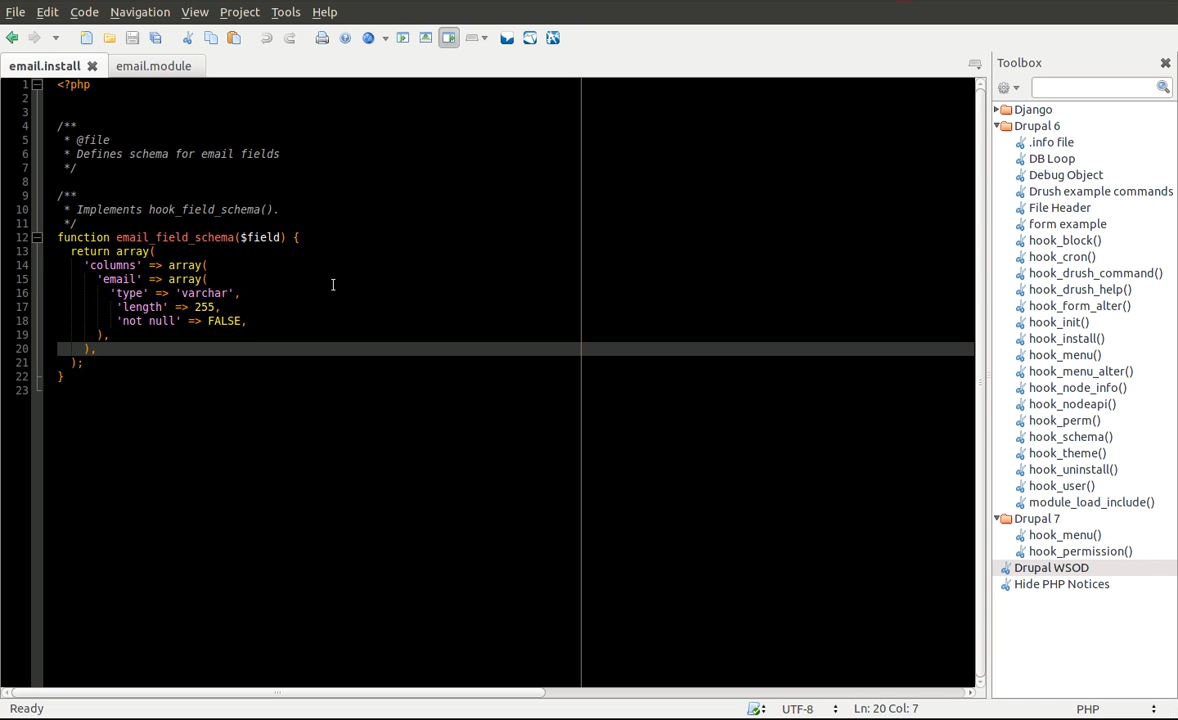 File Edit Code Navigation View Project Tools Help
email.install email.module
1 <?php
2
3
4 /**
5 * @file
6 * Defines schema for email fields
7 */
8
9 /**
10 * Implements hook_field_schema().
11 */
12 function email_field_schema($field) {
13 return array(
14 'columns' => array(
15 'email' => array(
16 'type' => 'varchar',
17 'length' => 255,
18 'not null' => FALSE,
19 ),
20 ),
21 );
22 }
23
Toolbox
Django
Drupal 6
.info file
DB Loop
Debug Object
Drush example commands
File Header
form example
hook_block()
hook_cron()
hook_drush_command()
hook_drush_help()
hook_form_alter()
hook_init()
hook_install()
hook_menu()
hook_menu_alter()
hook_node_info()
hook_nodeapi()
hook_perm()
hook_schema()
hook_theme()
hook_uninstall()
hook_user()
module_load_include()
Drupal 7
hook_menu()
hook_permission()
Drupal WSOD
Hide PHP Notices
Ready UTF-8 Ln: 20 Col: 7 PHP